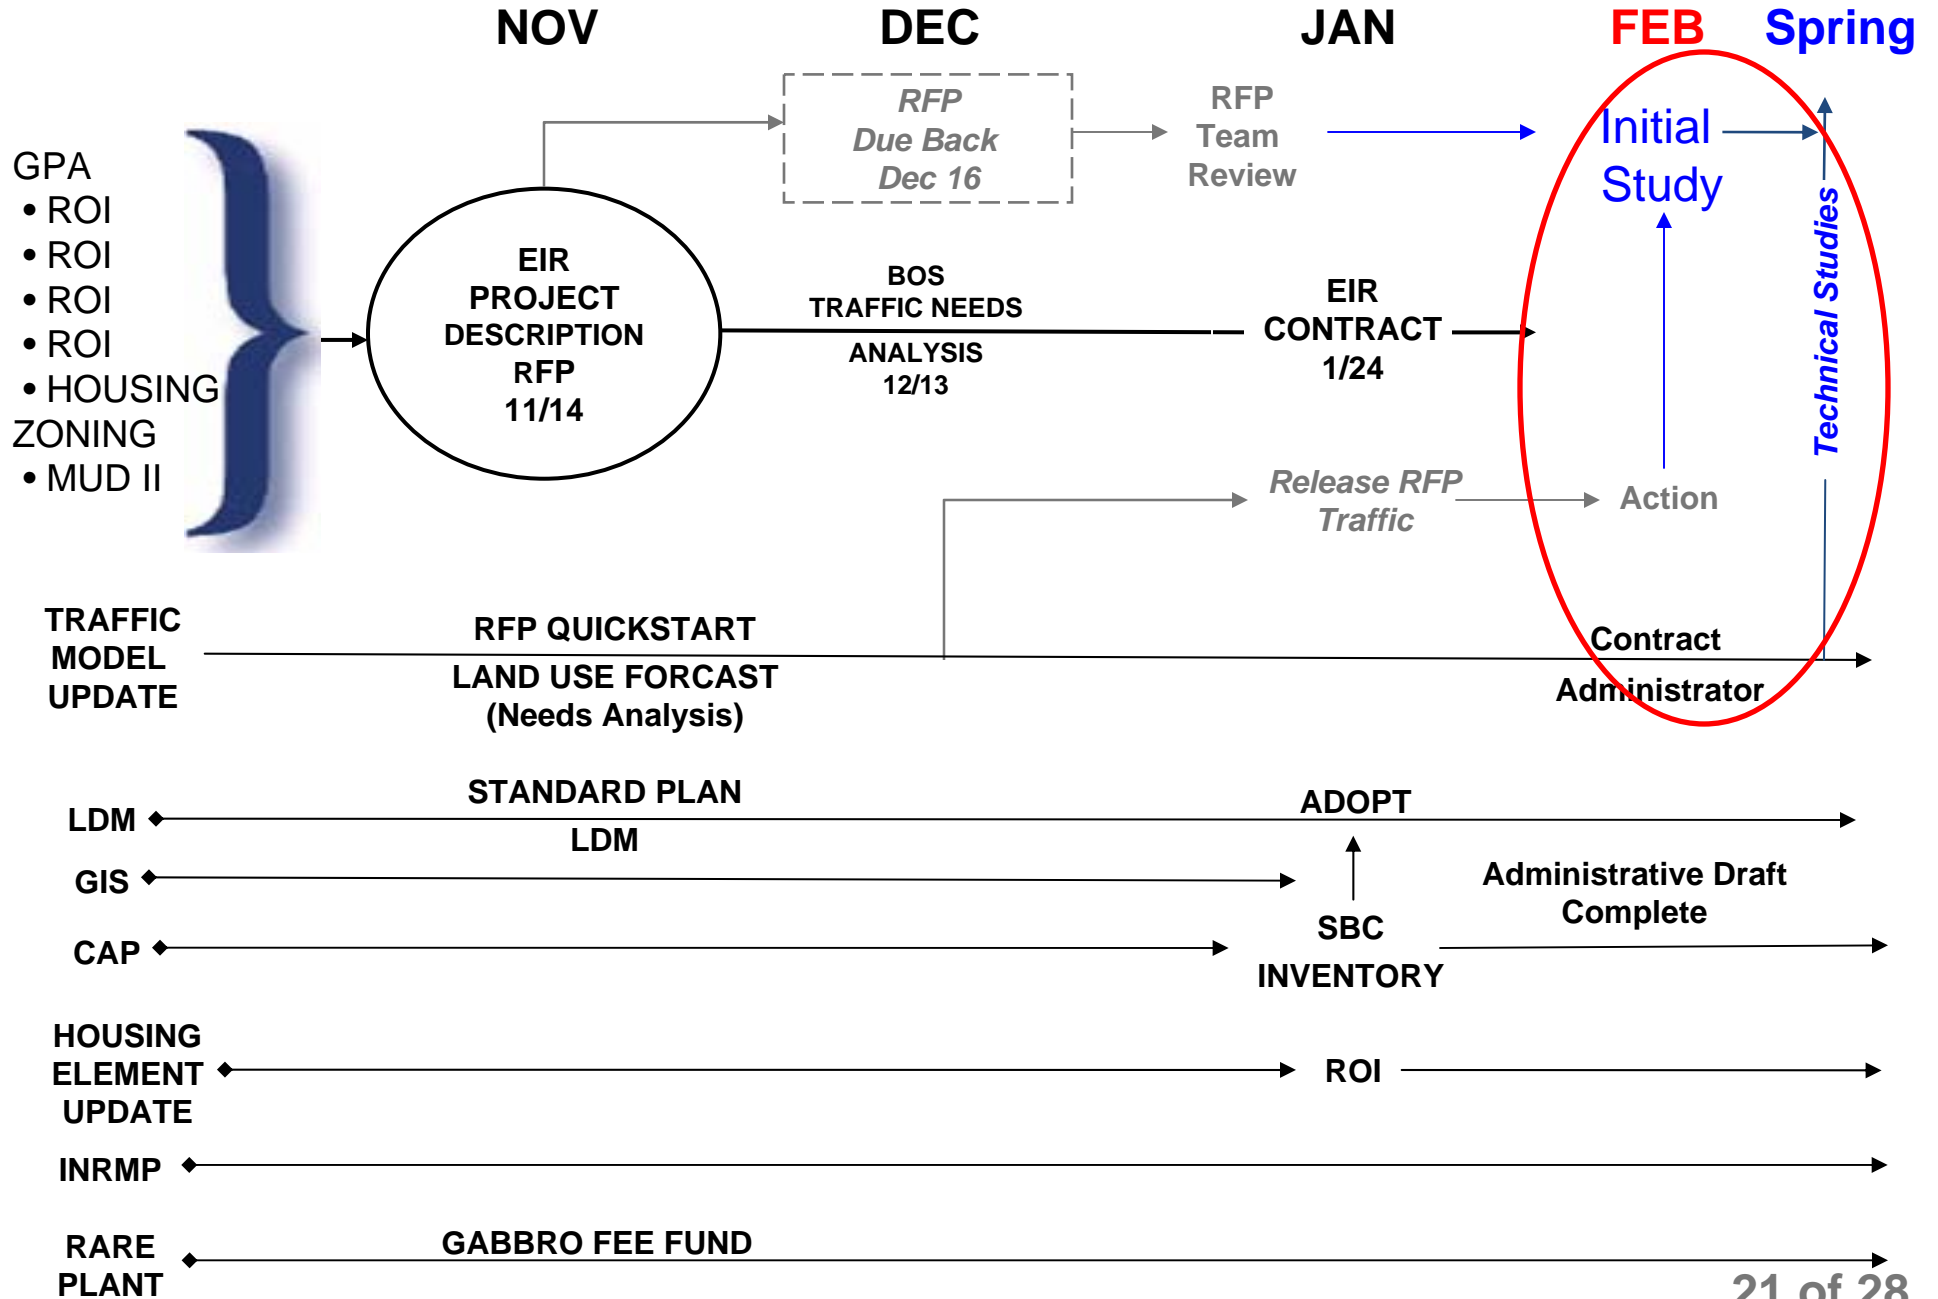 NOV DEC JAN FEB Spring
GPA
• ROI
• ROI
• ROI
• ROI
• HOUSING
ZONING
• MUD II
RFP
Due Back
Dec 16
RFP
Team
Review
Initial
Study
EIR
PROJECT
DESCRIPTION
RFP
11/14
BOS
TRAFFIC NEEDS
ANALYSIS
12/13
EIR
CONTRACT
1/24
Technical Studies
Release RFP
Traffic
Action
TRAFFIC
MODEL
UPDATE
RFP QUICKSTART
LAND USE FORCAST
(Needs Analysis)
Contract
Administrator
LDM
STANDARD PLAN
LDM
ADOPT
GIS
Administrative Draft
Complete
CAP
SBC
INVENTORY
HOUSING
ELEMENT
UPDATE
ROI
INRMP
RARE
PLANT
GABBRO FEE FUND
21 of 28